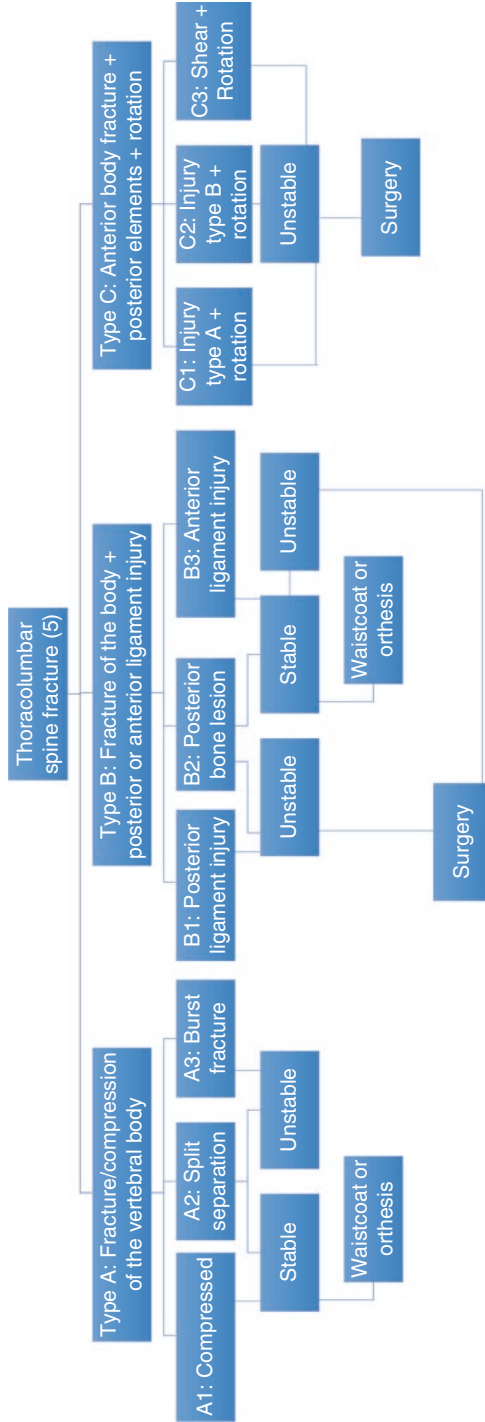 Thoracolumbar
spine fracture (5)
Type A: Fracture/compression
of the vertebral body
Type B: Fracture of the body +
posterior or anterior ligament injury
Type C: Anterior body fracture +
posterior elements + rotation
A1: Compressed
A2: Split
separation
A3: Burst
fracture
B1: Posterior
ligament injury
B2: Posterior
bone lesion
B3: Anterior
ligament injury
C1: Injury
type A +
rotation
C2: Injury
type B +
rotation
C3: Shear +
Rotation
Stable
Unstable
Unstable
Stable
Unstable
Unstable
Waistcoat or
orthesis
Waistcoat or
orthesis
Surgery
Surgery